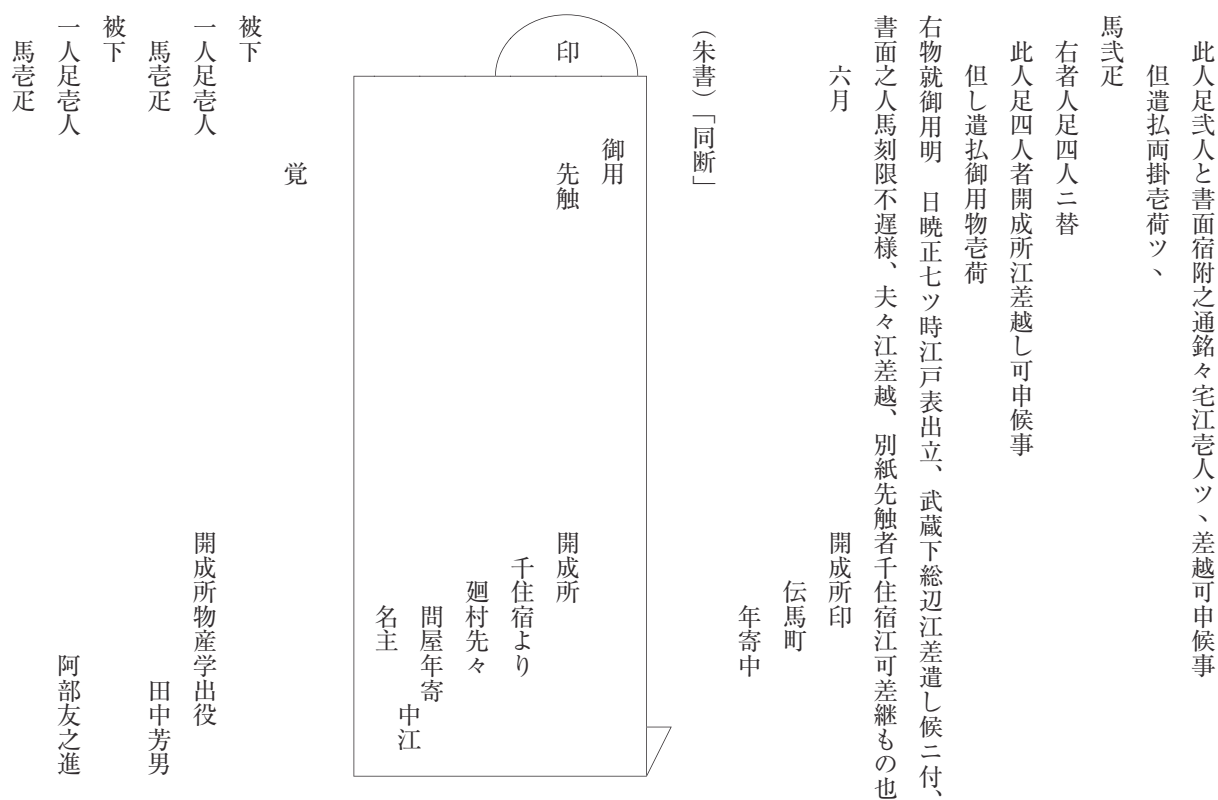 此人足弐人と書面宿附之通銘々宅江壱人ツヽ差越可申候事
但遣払両掛壱荷ツヽ
馬弐疋
右者人足四人ニ替
此人足四人者開成所江差越し可申候事
但し遣払御用物壱荷
右物就御用明　日暁正七ツ時江戸表出立、武蔵下総辺江差遣し候ニ付、
書面之人馬刻限不遅様、夫々江差越、別紙先触者千住宿江可差継もの也
六月　開成所印
伝馬町
年寄中
（朱書）「同断」
御用
印　先触　開成所
千住宿より
廻村先々
問屋年寄
中江
名主
覚
被下
一人足壱人　開成所物産学出役
馬壱疋　田中芳男
被下
一人足壱人　阿部友之進
馬壱疋